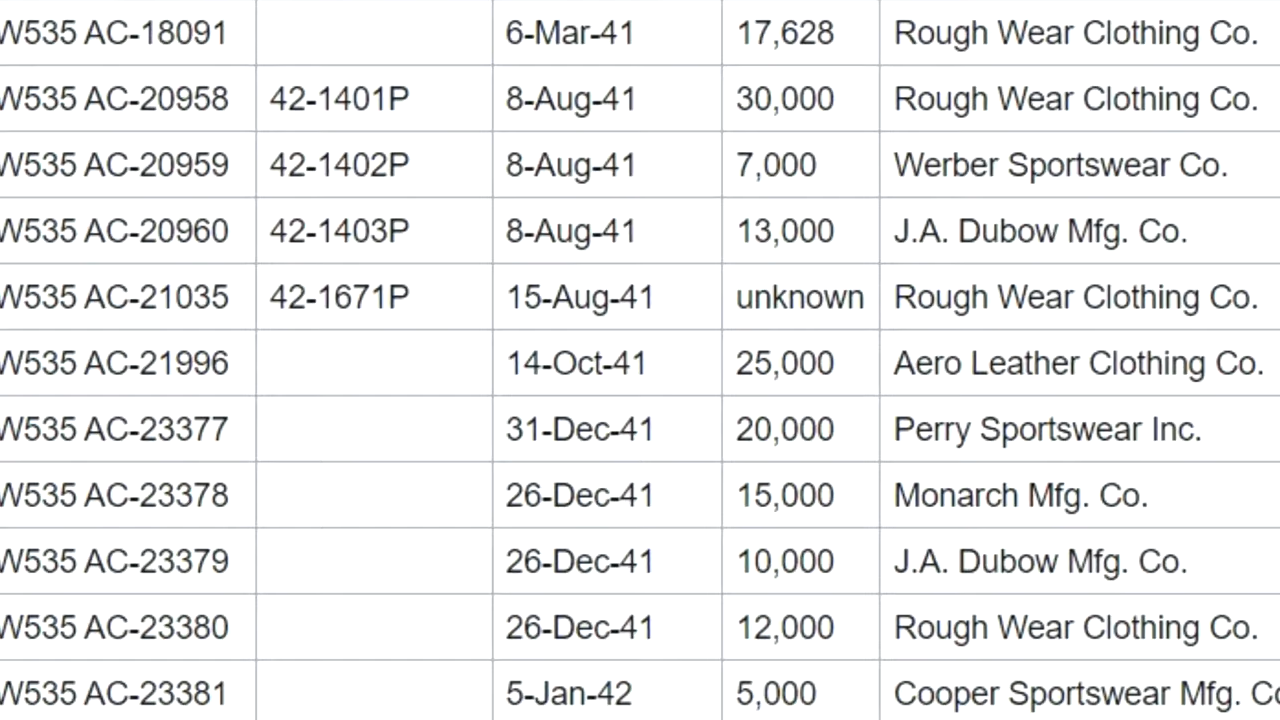 W535 AC-18091 6-Mar-41 17,628 Rough Wear Clothing Co.
W535 AC-20958 42-1401P 8-Aug-41 30,000 Rough Wear Clothing Co.
W535 AC-20959 42-1402P 8-Aug-41 7,000 Werber Sportswear Co.
W535 AC-20960 42-1403P 8-Aug-41 13,000 J.A. Dubow Mfg. Co.
W535 AC-21035 42-1671P 15-Aug-41 unknown Rough Wear Clothing Co.
W535 AC-21996 14-Oct-41 25,000 Aero Leather Clothing Co.
W535 AC-23377 31-Dec-41 20,000 Perry Sportswear Inc.
W535 AC-23378 26-Dec-41 15,000 Monarch Mfg. Co.
W535 AC-23379 26-Dec-41 10,000 J.A. Dubow Mfg. Co.
W535 AC-23380 26-Dec-41 12,000 Rough Wear Clothing Co.
W535 AC-23381 5-Jan-42 5,000 Cooper Sportswear Mfg. Co